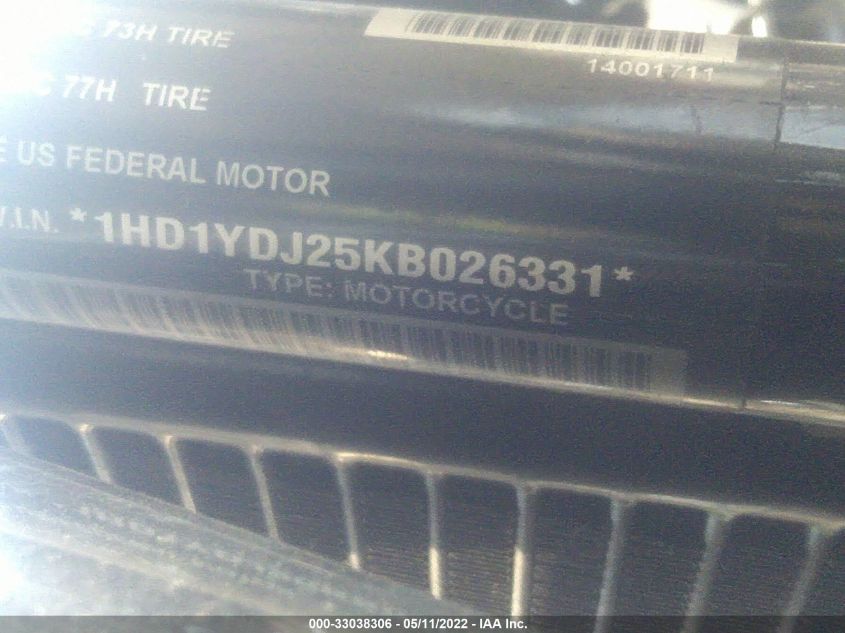 73H TIRE
14001711
77H TIRE
US FEDERAL MOTOR
V.I.N. *1HD1YDJ25KB026331*
TYPE: MOTORCYCLE
000-33038306 - 05/11/2022 - IAA Inc.